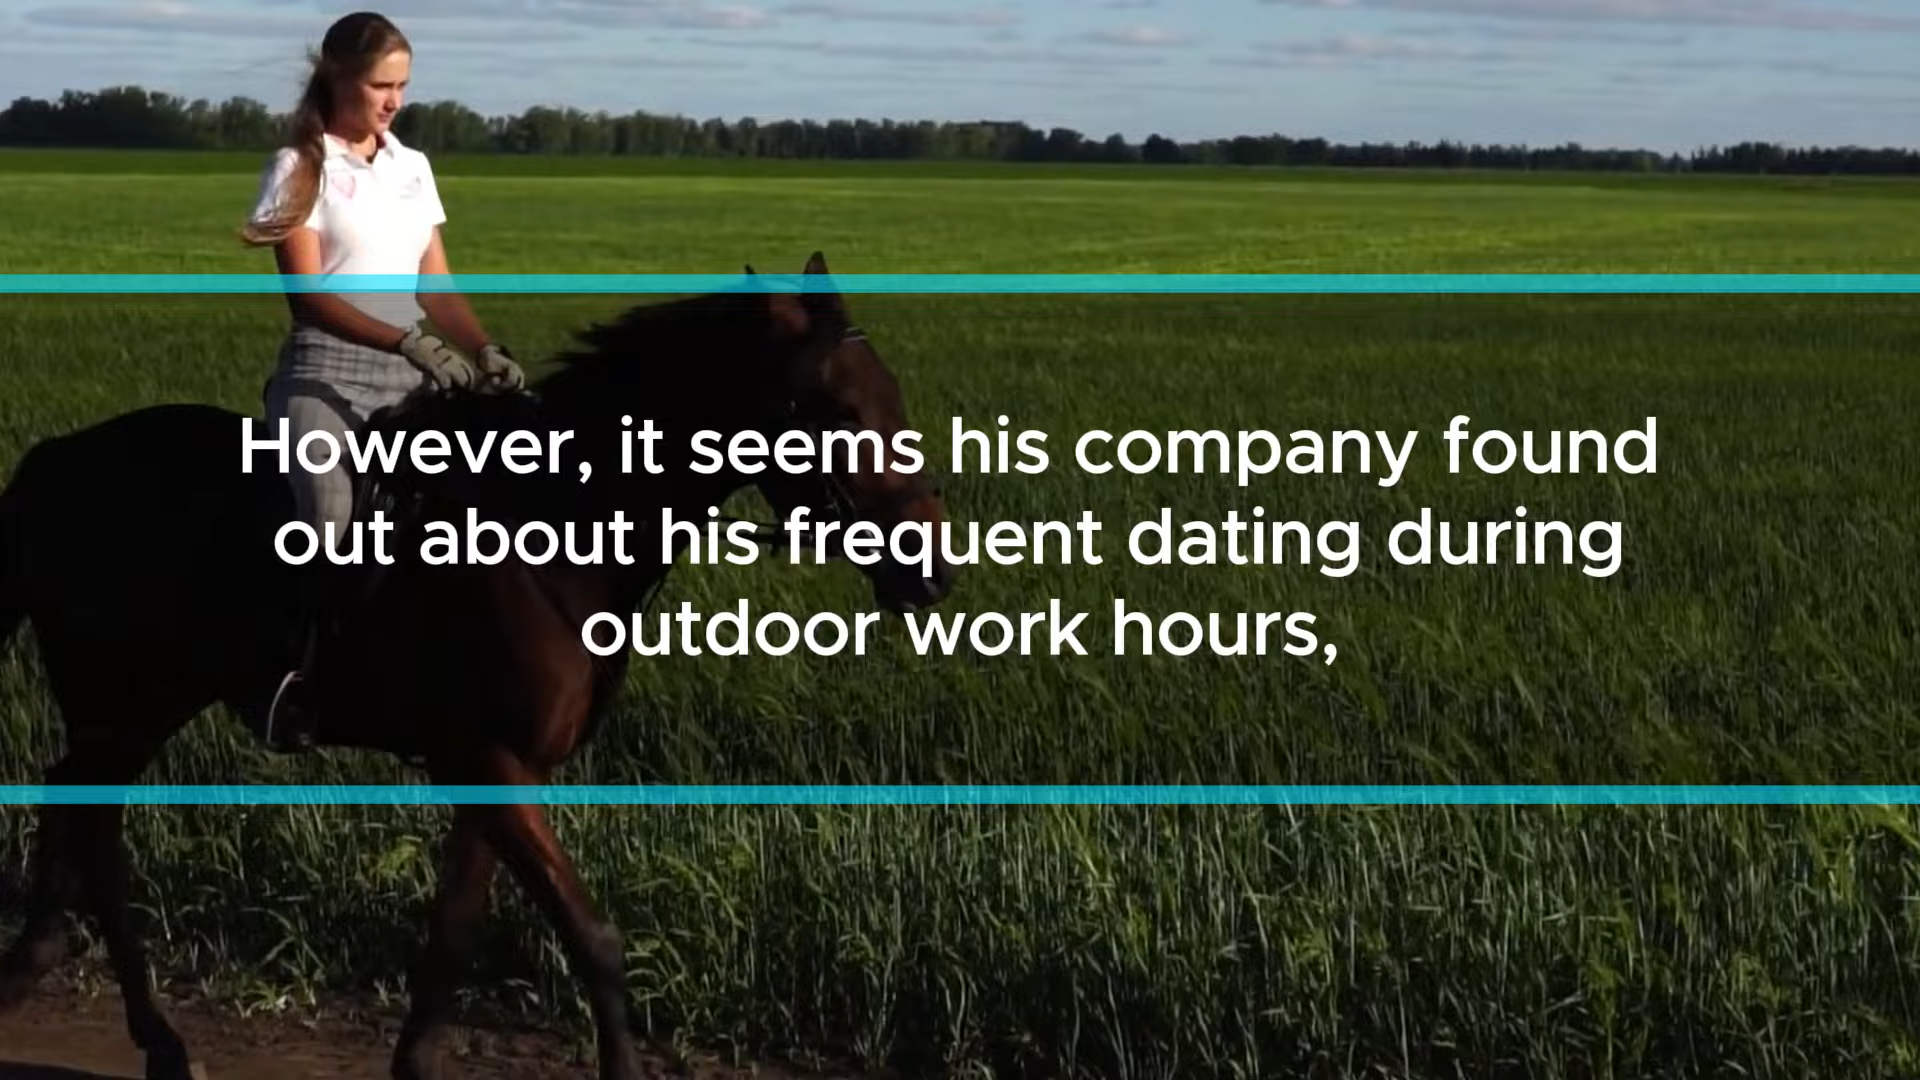 However, it seems his company found
out about his frequent dating during
outdoor work hours,